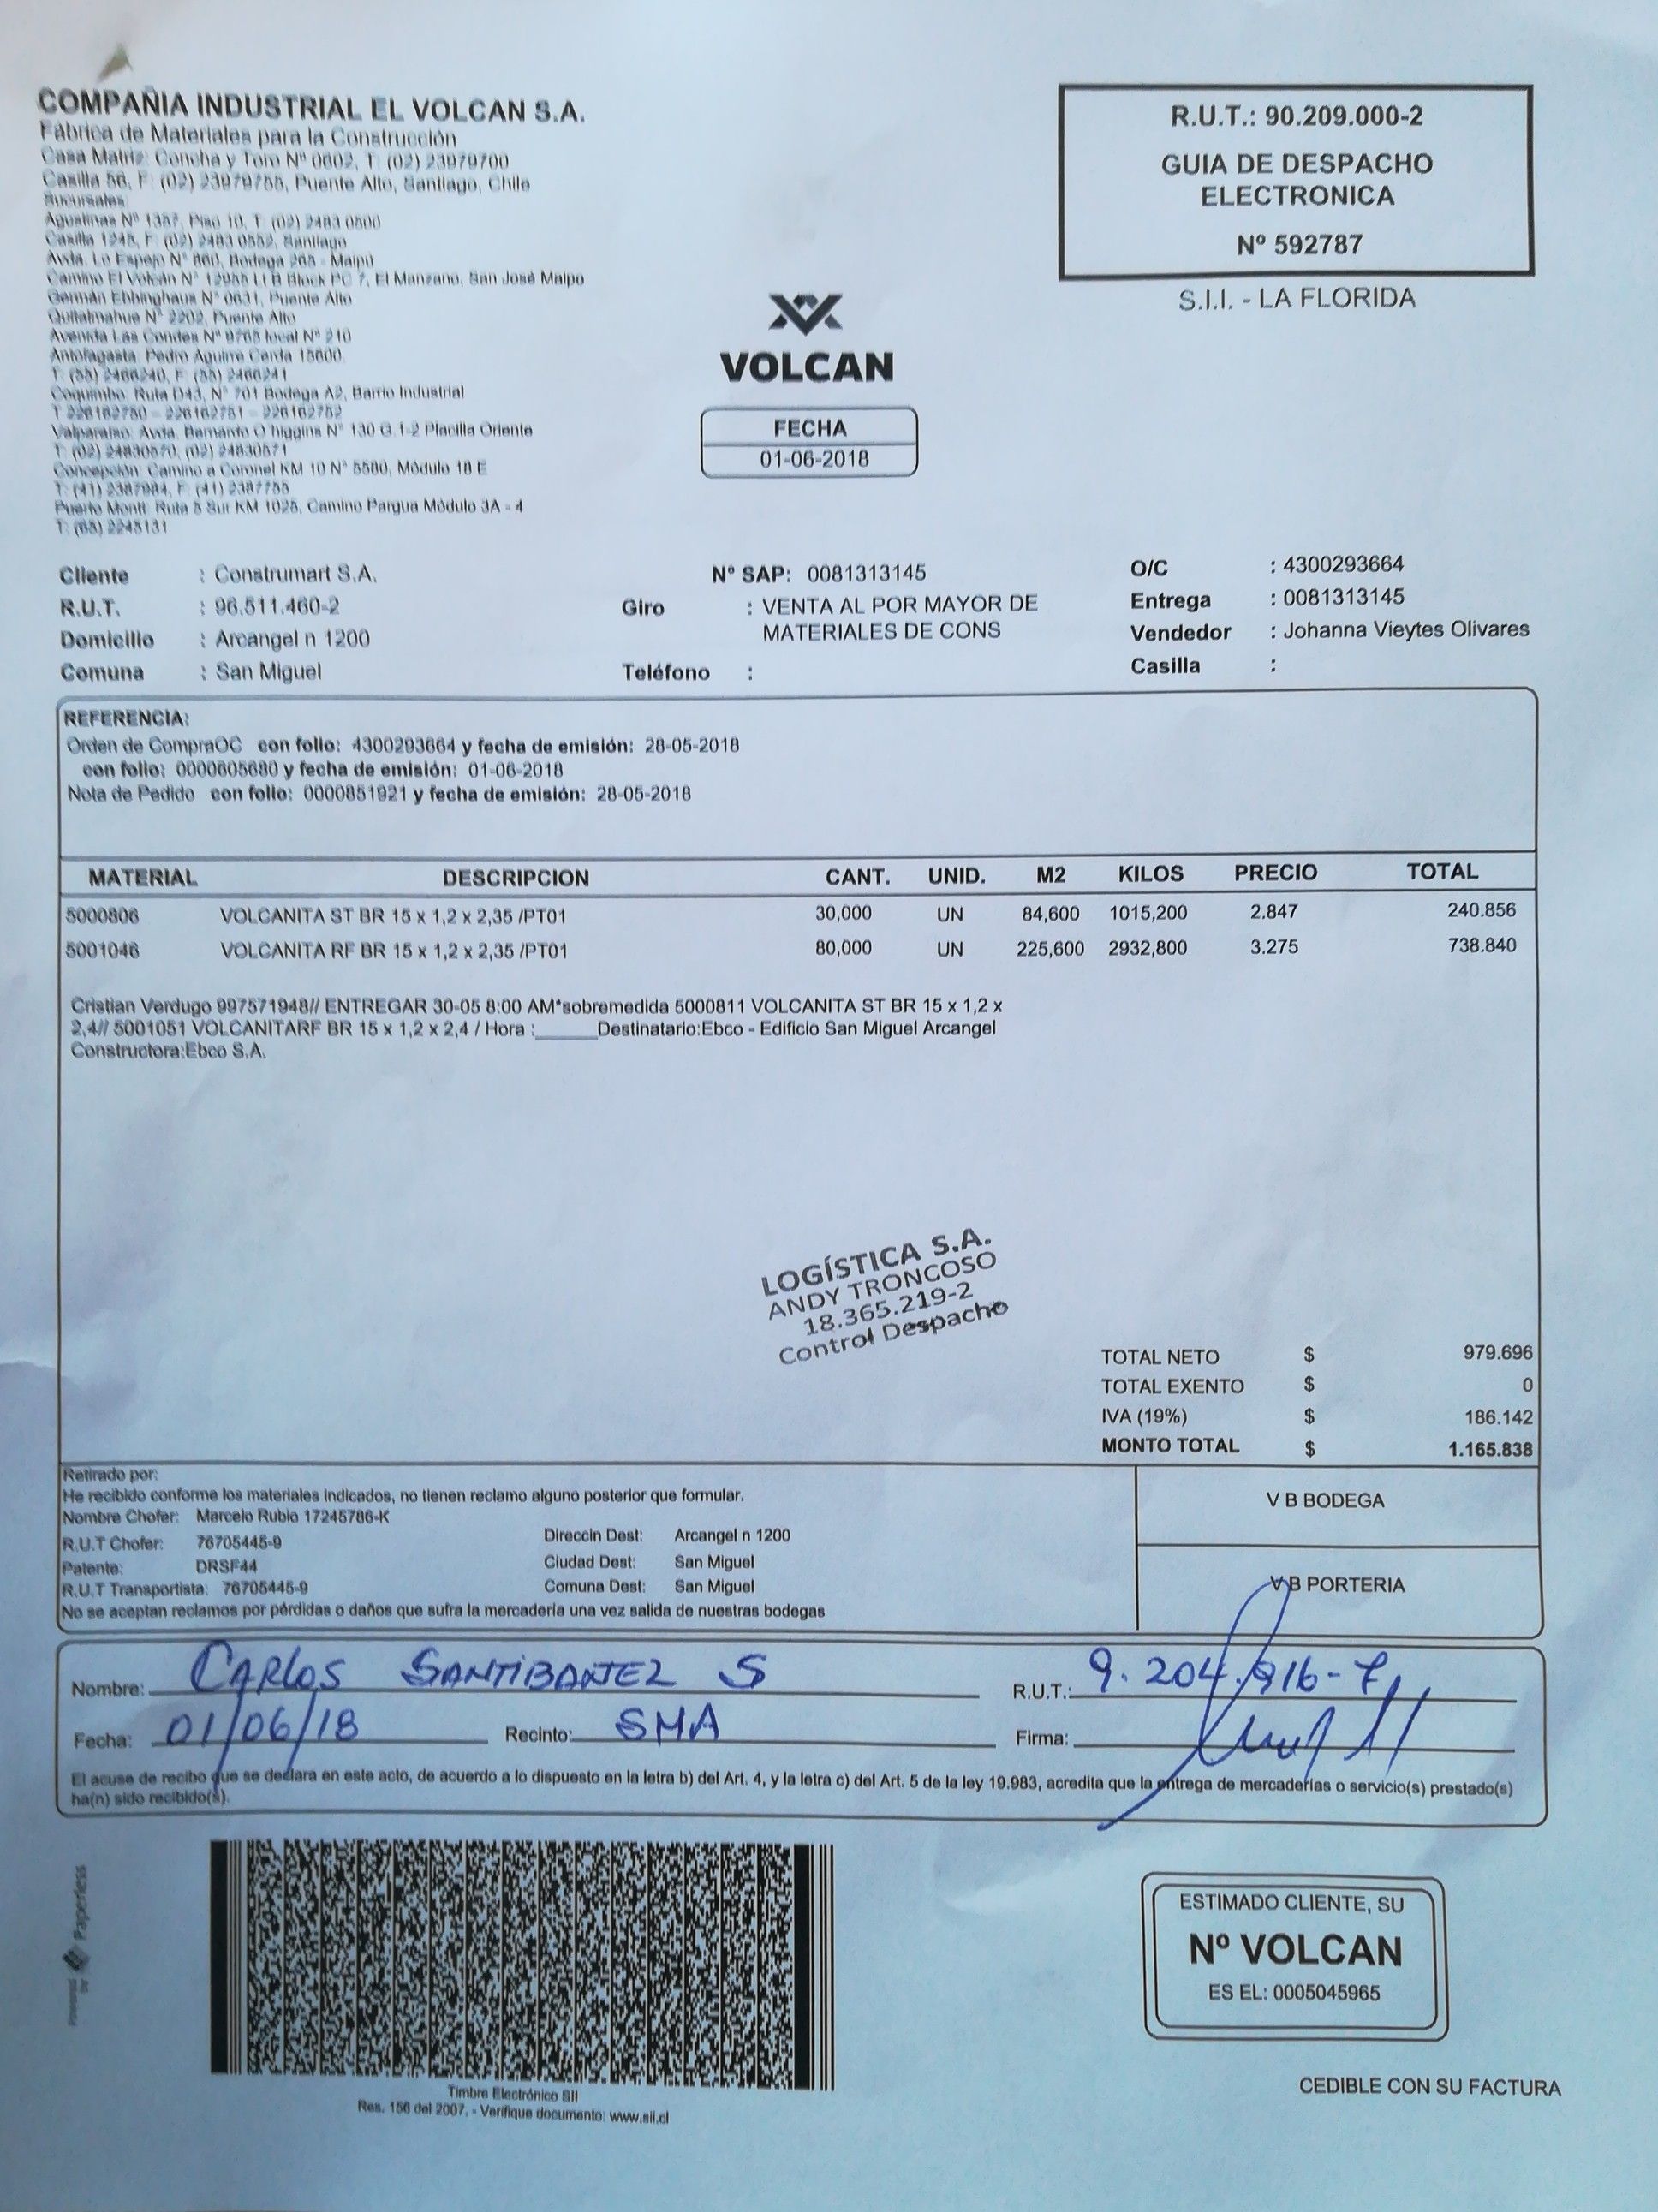 COMPAÑIA INDUSTRIAL EL VOLCAN S.A.
Fábrica de Materiales para la Construcción
Casa Matriz: Concha y Toro Nº 0602, T: (02) 23979700
Casilla 56, F: (02) 23979755, Puente Alto, Santiago, Chile
Sucursales
Agustinas Nº 1357, Piso 10, T: (02) 2483 0500
Casilla 1245, F: (02) 2483 0552, Santiago
Avda. Lo Espejo N° 860, Bodega 265 - Maipú
Camino El Volcán N° 12955 Lt B Block PC 7, El Manzano, San José Maipo
Germán Ebbinghaus N° 0631, Puente Alto
Quitalmahue N° 2202, Puente Alto
Avenida Las Condes N° 9765 local N° 210
Antofagasta: Pedro Aguirre Cerda 15600
T: (55) 2466240, F: (55) 2466241
Coquimbo: Ruta D43, N° 701 Bodega A2, Barrio Industrial
T 226162750 - 226162751 - 226162752
Valparaiso: Avda. Bernardo O´higgins N° 130 G.1-2 Placilla Oriente
T: (02) 24830570, (02) 24830571
Concepción: Camino a Coronel KM 10 N° 5580, Módulo 18 E
T: (41) 2387984, F: (41) 2387755
Puerto Montt: Ruta 5 Sur KM 1025, Camino Pargua Módulo 3A - 4
T: (65) 2245131
R.U.T.: 90.209.000-2
GUIA DE DESPACHO
ELECTRONICA
Nº 592787
S.I.I. - LA FLORIDA
VOLCAN
FECHA
01-06-2018
Cliente : Construmart S.A. Nº SAP: 0081313145 O/C : 4300293664
R.U.T. : 96.511.460-2 Giro : VENTA AL POR MAYOR DE Entrega : 0081313145
Domicilio : Arcangel n 1200 MATERIALES DE CONS Vendedor : Johanna Vieytes Olivares
Comuna : San Miguel Teléfono : Casilla :
REFERENCIA:
Orden de CompraOC con folio: 4300293664 y fecha de emisión: 28-05-2018
con folio: 0000605680 y fecha de emisión: 01-06-2018
Nota de Pedido con folio: 0000851921 y fecha de emisión: 28-05-2018
MATERIAL DESCRIPCION CANT. UNID. M2 KILOS PRECIO TOTAL
5000806 VOLCANITA ST BR 15 x 1,2 x 2,35 /PT01 30,000 UN 84,600 1015,200 2.847 240.856
5001046 VOLCANITA RF BR 15 x 1,2 x 2,35 /PT01 80,000 UN 225,600 2932,800 3.275 738.840
Cristian Verdugo 997571948// ENTREGAR 30-05 8:00 AM*sobremedida 5000811 VOLCANITA ST BR 15 x 1,2 x
2,4// 5001051 VOLCANITARF BR 15 x 1,2 x 2,4 / Hora :______Destinatario:Ebco - Edificio San Miguel Arcangel
Constructora:Ebco S.A.
LOGÍSTICA S.A.
ANDY TRONCOSO
18.365.219-2
Control Despacho
TOTAL NETO $ 979.696
TOTAL EXENTO $ 0
IVA (19%) $ 186.142
MONTO TOTAL $ 1.165.838
Retirado por:
He recibido conforme los materiales indicados, no tienen reclamo alguno posterior que formular.
Nombre Chofer: Marcelo Rubio 17245786-K
R.U.T Chofer: 76705445-9 Direccin Dest: Arcangel n 1200
Patente: DRSF44 Ciudad Dest: San Miguel
R.U.T Transportista: 76705445-9 Comuna Dest: San Miguel
No se aceptan reclamos por pérdidas o daños que sufra la mercadería una vez salida de nuestras bodegas
V B BODEGA
V B PORTERIA
Nombre: CARLOS SANTIBAÑEZ S R.U.T.: 9.204.916-7
Fecha: 01/06/18 Recinto: SMA Firma:
El acuse de recibo que se declara en este acto, de acuerdo a lo dispuesto en la letra b) del Art. 4, y la letra c) del Art. 5 de la ley 19.983, acredita que la entrega de mercaderías o servicio(s) prestado(s)
ha(n) sido recibido(s).
Powered by Paperless
Timbre Electrónico SII
Res. 156 del 2007. - Verifique documento: www.sii.cl
ESTIMADO CLIENTE, SU
Nº VOLCAN
ES EL: 0005045965
CEDIBLE CON SU FACTURA